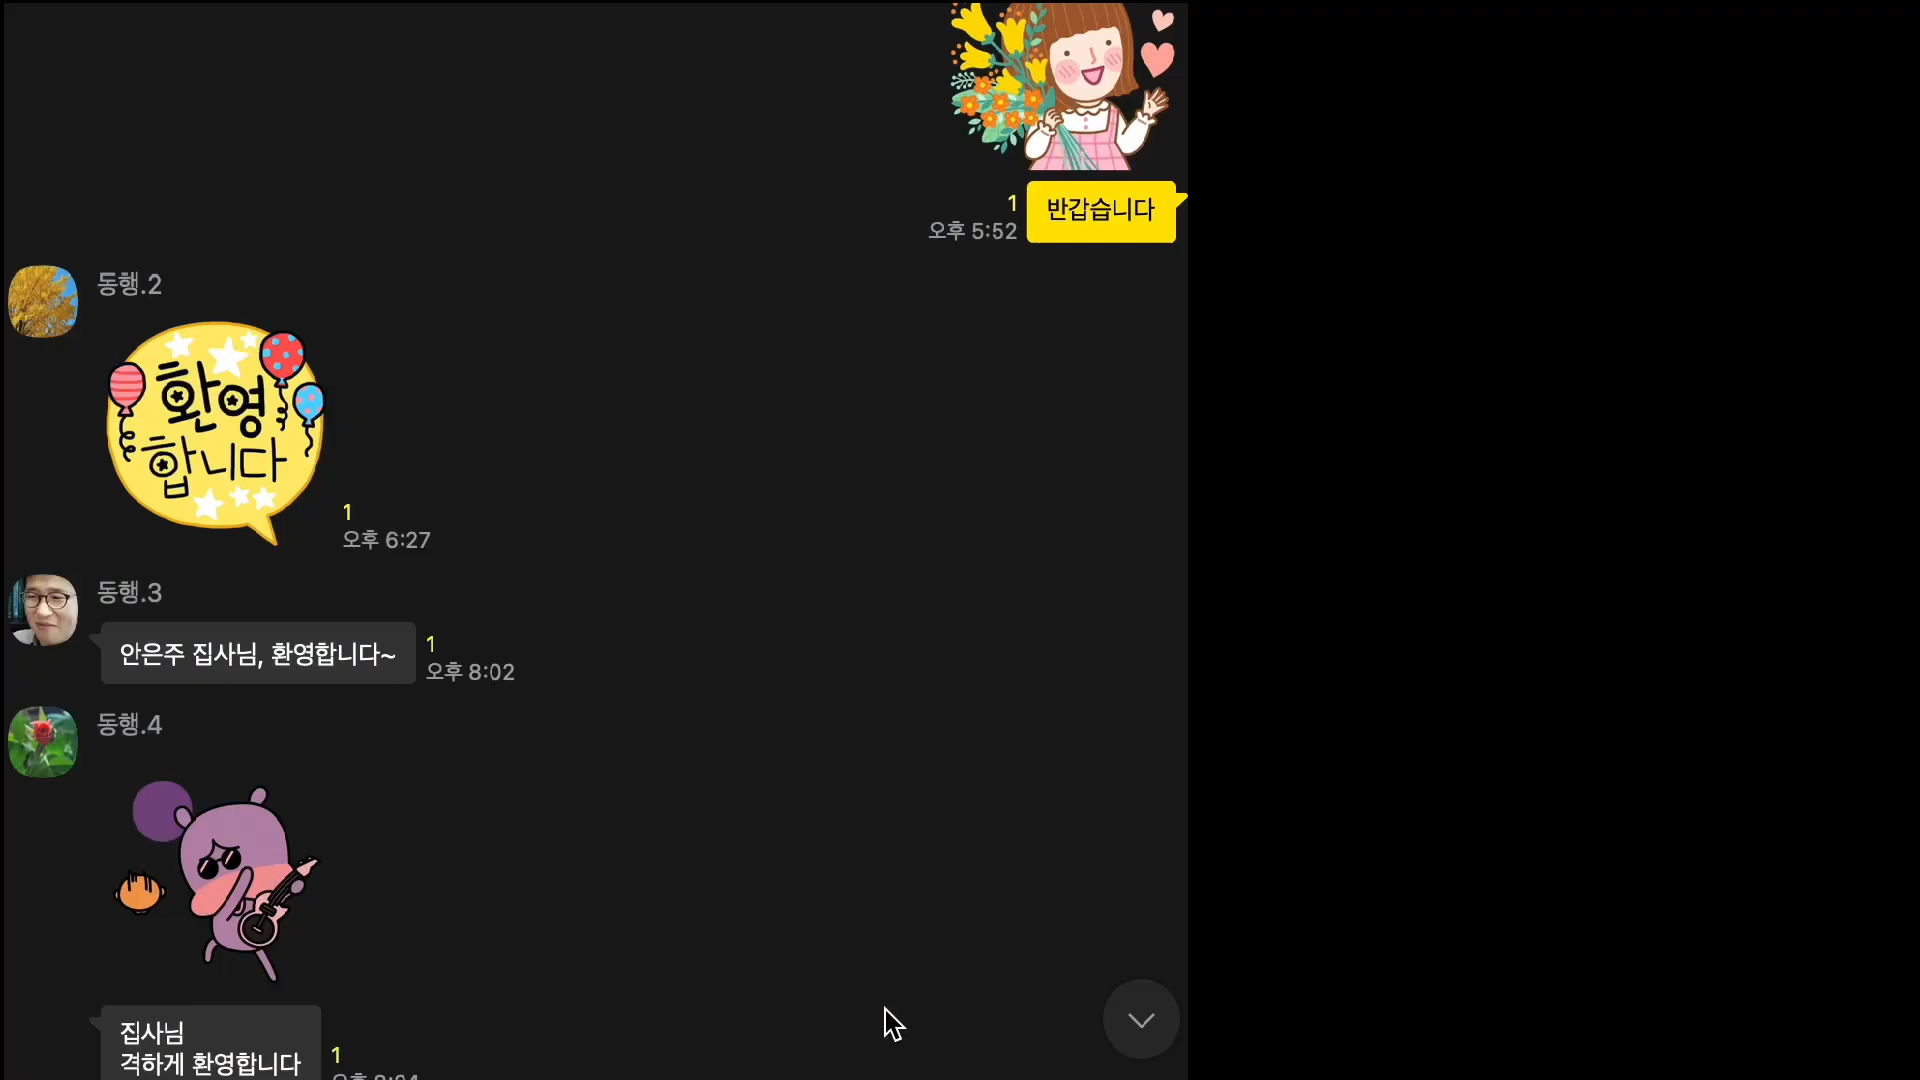 1
반갑습니다
오후 5:52
동행.2
환영
합니다
1
오후 6:27
동행.3
안은주 집사님, 환영합니다~
1
오후 8:02
동행.4
집사님
격하게 환영합니다
1